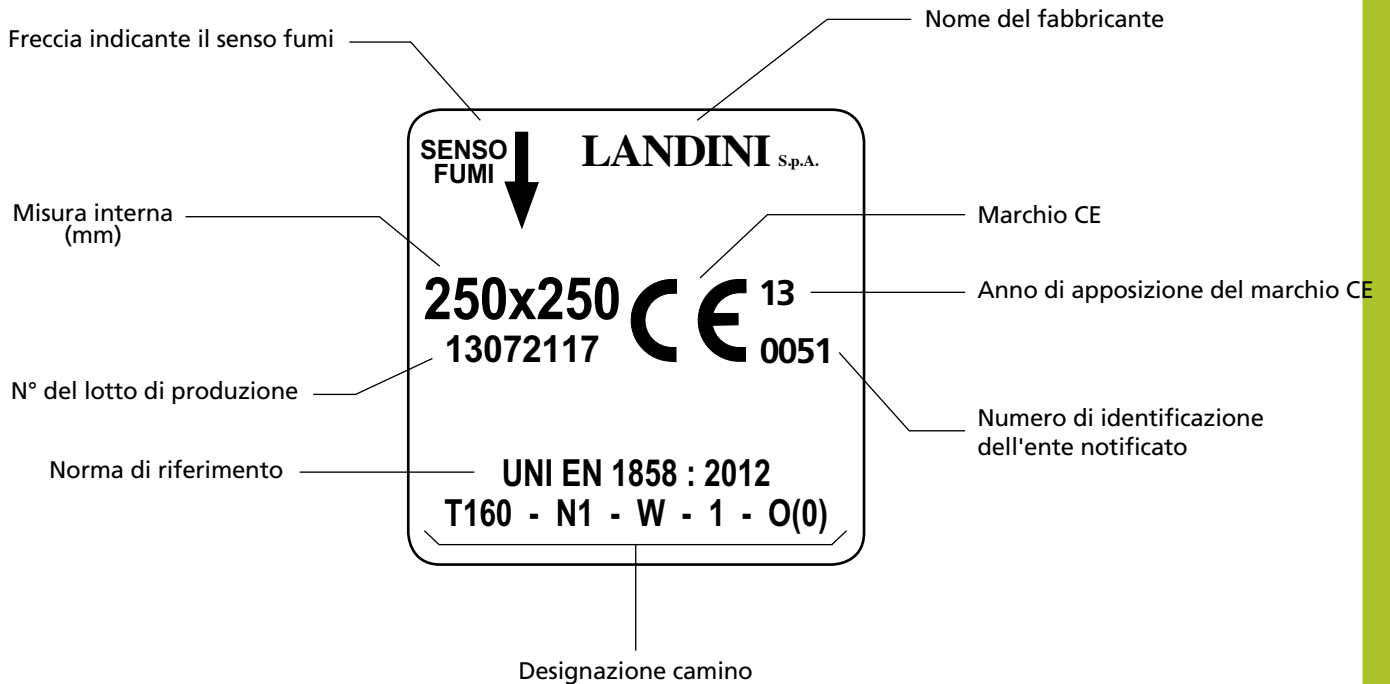 Nome del fabbricante
Freccia indicante il senso fumi
SENSO
FUMI
LANDINI S.p.A.
Misura interna
(mm)
Marchio CE
250x250
CE
13
Anno di apposizione del marchio CE
13072117
0051
N° del lotto di produzione
Numero di identificazione
dell'ente notificato
Norma di riferimento
UNI EN 1858 : 2012
T160 - N1 - W - 1 - O(0)
Designazione camino